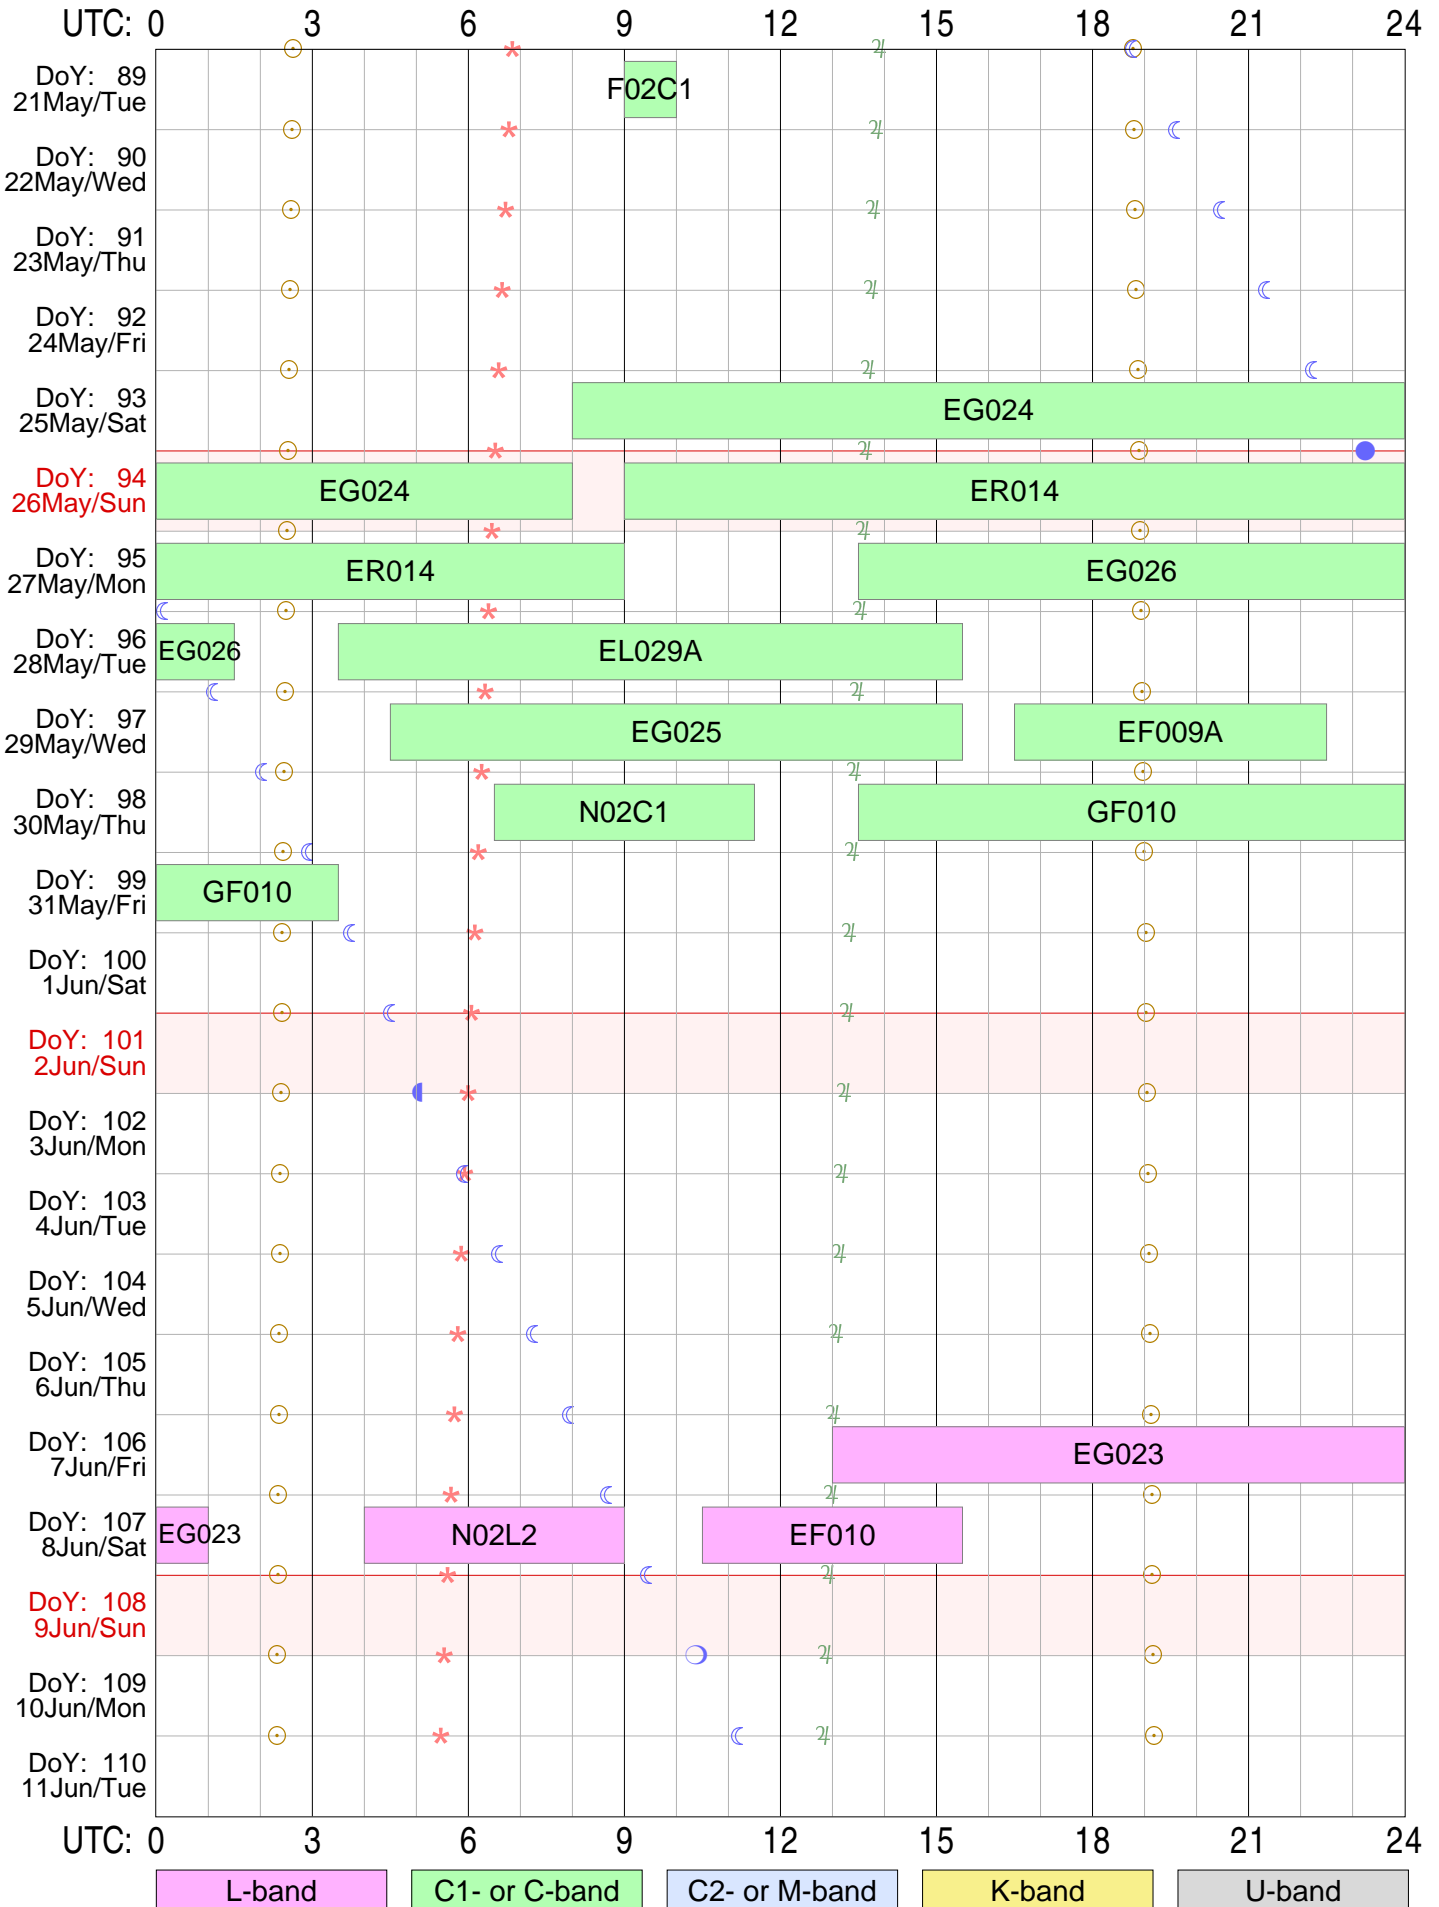 UTC: 0 3 6 9 12 15 18 21 24
DoY: 89
21May/Tue
F02C1
DoY: 90
22May/Wed
DoY: 91
23May/Thu
DoY: 92
24May/Fri
DoY: 93
25May/Sat
EG024
DoY: 94
26May/Sun
EG024 ER014
DoY: 95
27May/Mon
ER014 EG026
DoY: 96
28May/Tue
EG026 EL029A
DoY: 97
29May/Wed
EG025 EF009A
DoY: 98
30May/Thu
N02C1 GF010
DoY: 99
31May/Fri
GF010
DoY: 100
1Jun/Sat
DoY: 101
2Jun/Sun
DoY: 102
3Jun/Mon
DoY: 103
4Jun/Tue
DoY: 104
5Jun/Wed
DoY: 105
6Jun/Thu
DoY: 106
7Jun/Fri
EG023
DoY: 107
8Jun/Sat
EG023 N02L2 EF010
DoY: 108
9Jun/Sun
DoY: 109
10Jun/Mon
DoY: 110
11Jun/Tue
UTC: 0 3 6 9 12 15 18 21 24
L-band C1- or C-band C2- or M-band K-band U-band